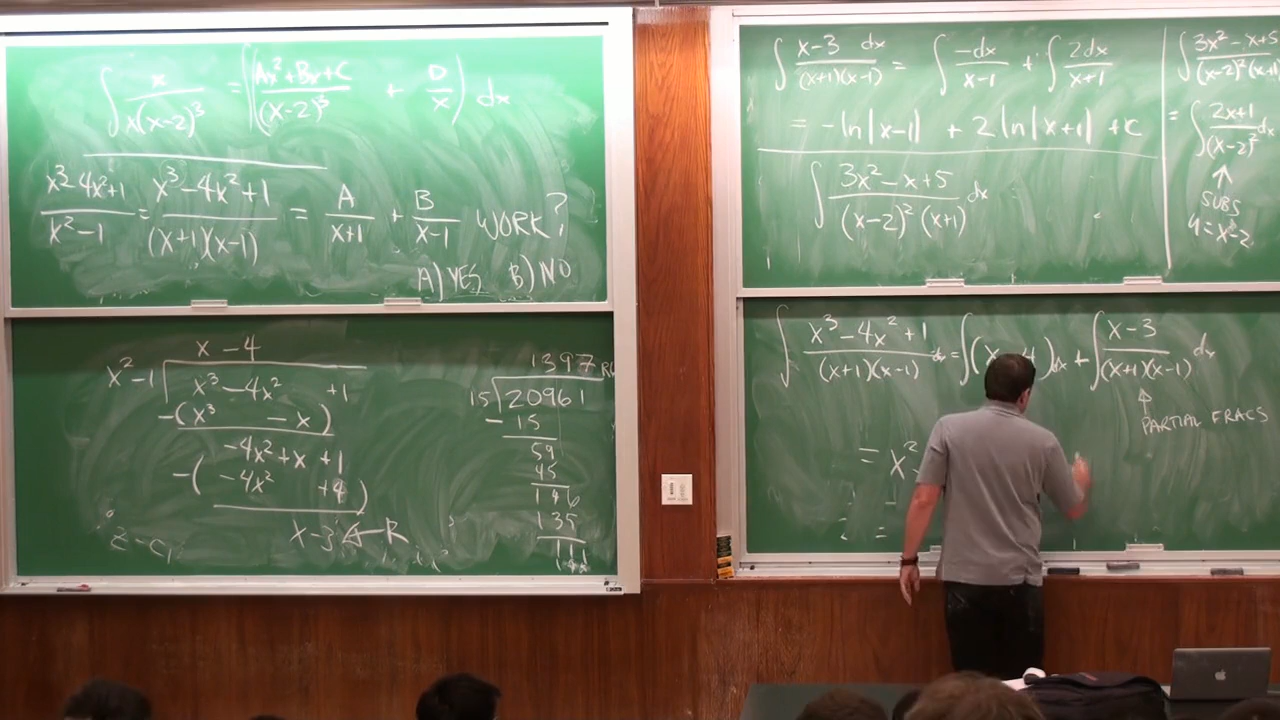 ∫ x/(x(x-2)³) = ∫( (Ax²+Bx+C)/(x-2)³ + D/x ) dx
(x³-4x²+1)/(x²-1) = (x³-4x²+1)/((x+1)(x-1)) = A/(x+1) + B/(x-1) WORK?
A) YES B) NO
x-4
x²-1 x³-4x² +1
-(x³ -x)
-4x²+x+1
-( -4x² +4)
x-3 ← R
1397 R6
15 20961
- 15
59
45
146
135
111
∫ (x-3 dx)/((x+1)(x-1)) = ∫ -dx/(x-1) + ∫ 2dx/(x+1)
= -ln|x-1| + 2ln|x+1| + C
∫ (3x²-x+5)/((x-2)²(x+1)) dx
∫ (3x²-x+5)/((x-2)²(x+1)
= ∫ (2x+1)/(x-2)² dx
↑
SUBS
u=x-2
∫ (x³-4x²+1)/((x+1)(x-1)) dx = ∫(x-4)dx + ∫ (x-3)/((x+1)(x-1)) dx
↑
PARTIAL FRACS
= x²